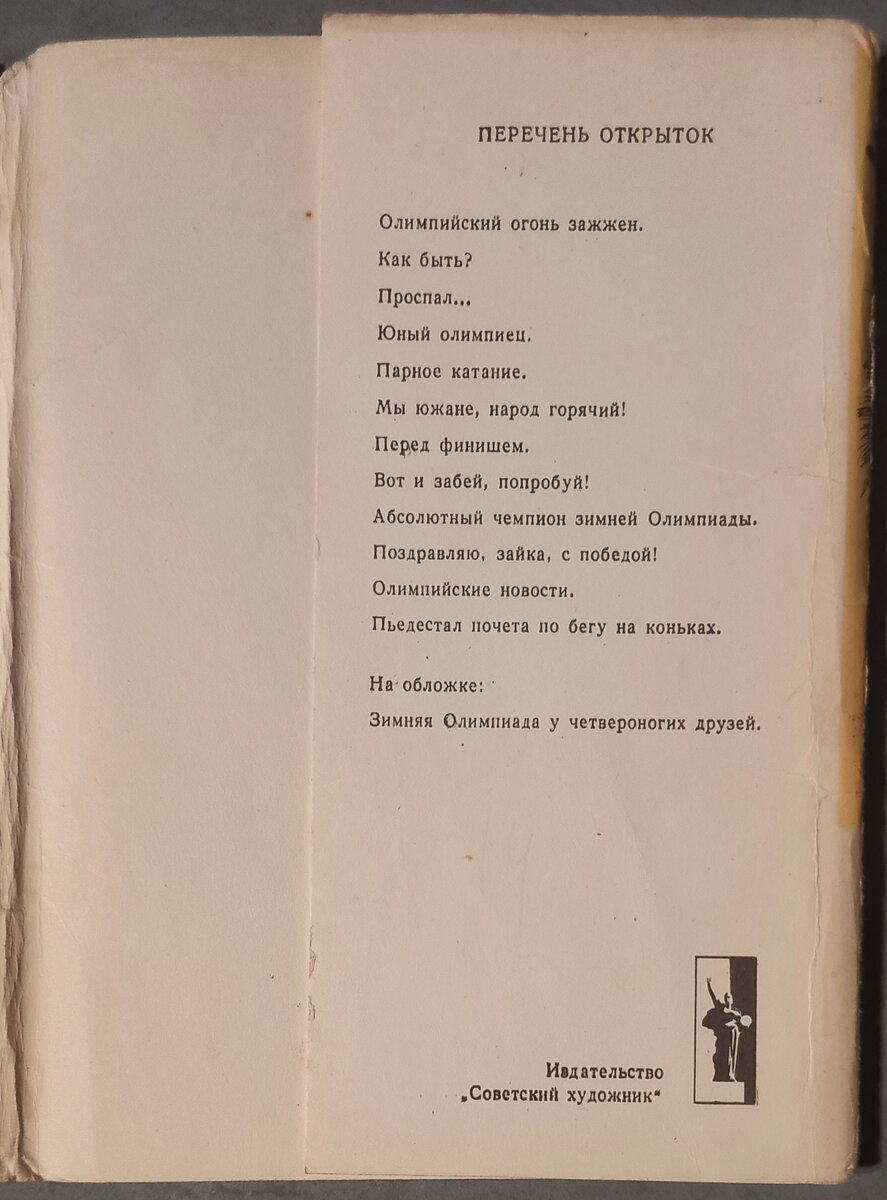 ПЕРЕЧЕНЬ ОТКРЫТОК
Олимпийский огонь зажжен.
Как быть?
Проспал...
Юный олимпиец.
Парное катание.
Мы южане, народ горячий!
Перед финишем.
Вот и забей, попробуй!
Абсолютный чемпион зимней Олимпиады.
Поздравляю, зайка, с победой!
Олимпийские новости.
Пьедестал почета по бегу на коньках.
На обложке:
Зимняя Олимпиада у четвероногих друзей.
Издательство
„Советский художник“